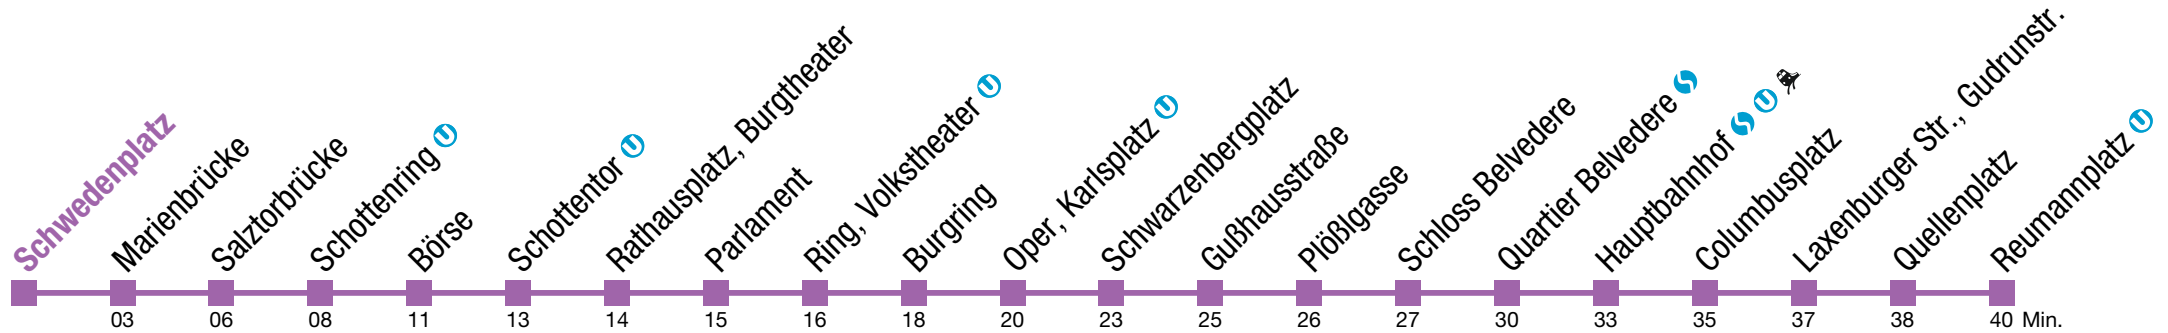 Schwedenplatz
Marienbrücke
Salztorbrücke
Schottenring U
Börse
Schottentor U
Rathausplatz, Burgtheater
Parlament
Ring, Volkstheater U
Burgring
Oper, Karlsplatz U
Schwarzenbergplatz
Gußhausstraße
Plößlgasse
Schloss Belvedere
Quartier Belvedere S
Hauptbahnhof S U
Columbusplatz
Laxenburger Str., Gudrunstr.
Quellenplatz
Reumannplatz U
03 06 08 11 13 14 15 16 18 20 23 25 26 27 30 33 35 37 38 40 Min.